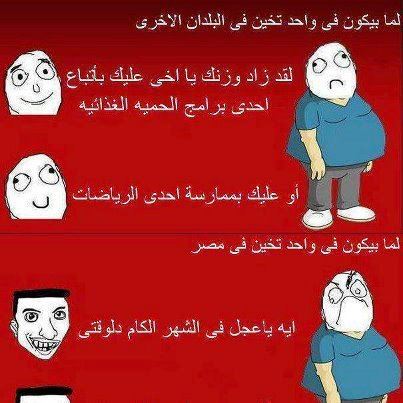 لما بيكون فى واحد تخين فى البلدان الاخرى
لقد زاد وزنك يا اخى عليك بأتباع
احدى برامج الحميه الغذائيه
أو عليك بممارسة احدى الرياضات
لما بيكون فى واحد تخين فى مصر
ايه ياعجل فى الشهر الكام دلوقتى